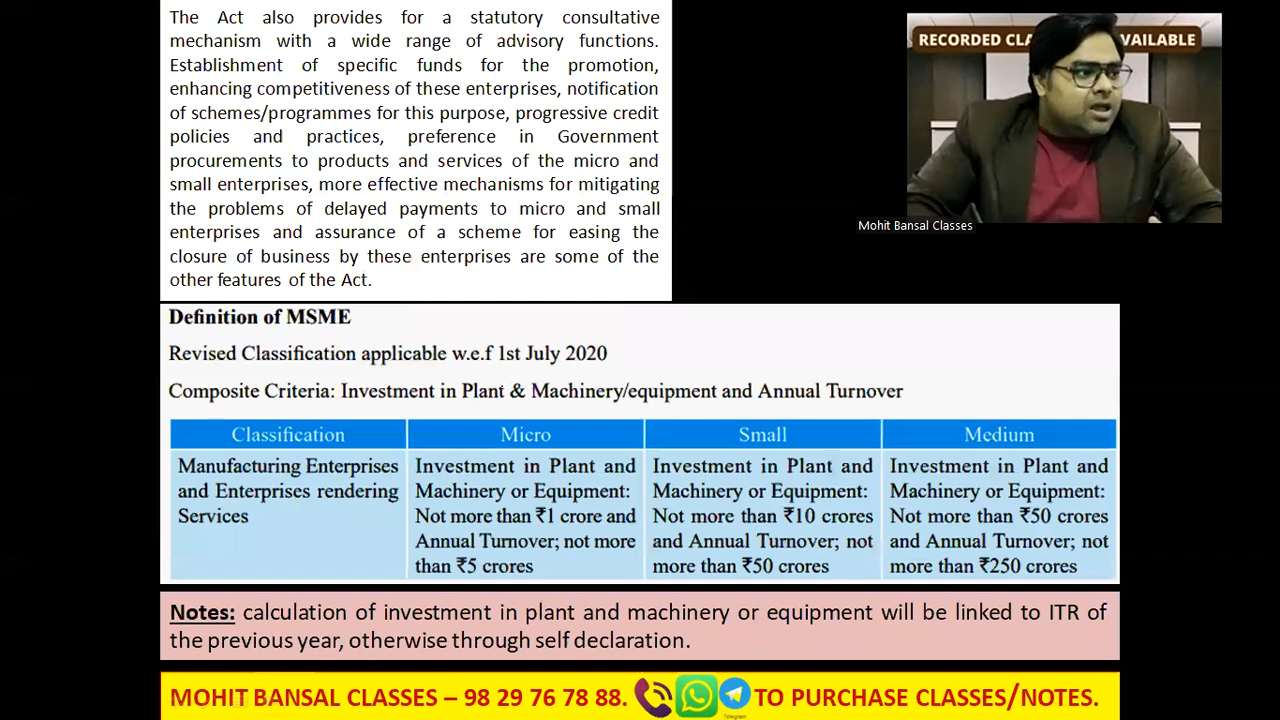 The Act also provides for a statutory consultative
mechanism with a wide range of advisory functions.
Establishment of specific funds for the promotion,
enhancing competitiveness of these enterprises, notification
of schemes/programmes for this purpose, progressive credit
policies and practices, preference in Government
procurements to products and services of the micro and
small enterprises, more effective mechanisms for mitigating
the problems of delayed payments to micro and small
enterprises and assurance of a scheme for easing the
closure of business by these enterprises are some of the
other features of the Act.
RECORDED CLA VAILABLE
Mohit Bansal Classes
Definition of MSME
Revised Classification applicable w.e.f 1st July 2020
Composite Criteria: Investment in Plant & Machinery/equipment and Annual Turnover
Classification
Micro
Small
Medium
Manufacturing Enterprises
and Enterprises rendering
Services
Investment in Plant and
Machinery or Equipment:
Not more than ₹1 crore and
Annual Turnover; not more
than ₹5 crores
Investment in Plant and
Machinery or Equipment:
Not more than ₹10 crores
and Annual Turnover; not
more than ₹50 crores
Investment in Plant and
Machinery or Equipment:
Not more than ₹50 crores
and Annual Turnover; not
more than ₹250 crores
Notes: calculation of investment in plant and machinery or equipment will be linked to ITR of
the previous year, otherwise through self declaration.
MOHIT BANSAL CLASSES – 98 29 76 78 88. TO PURCHASE CLASSES/NOTES.
Telegram